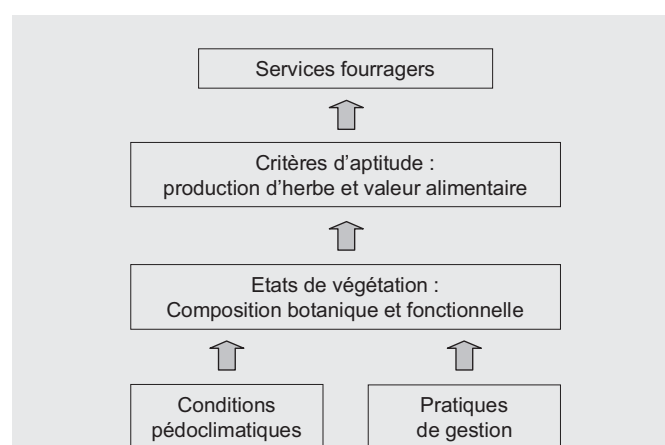 Services fourragers
Critères d'aptitude :
production d'herbe et valeur alimentaire
Etats de végétation :
Composition botanique et fonctionnelle
Conditions
pédoclimatiques
Pratiques
de gestion